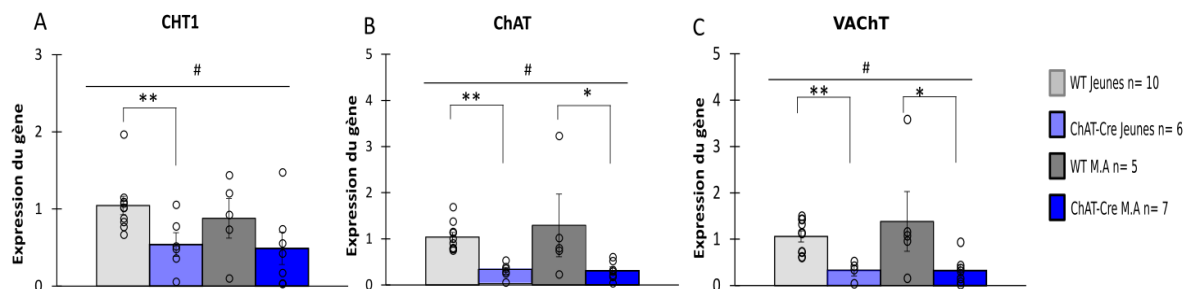 A
CHT1
Expression du gène
3
2
1
0
#
**
B
ChAT
Expression du gène
5
4
3
2
1
0
#
**
*
C
VAChT
Expression du gène
5
4
3
2
1
0
#
**
*
WT Jeunes n= 10
ChAT-Cre Jeunes n= 6
WT M.A n= 5
ChAT-Cre M.A n= 7